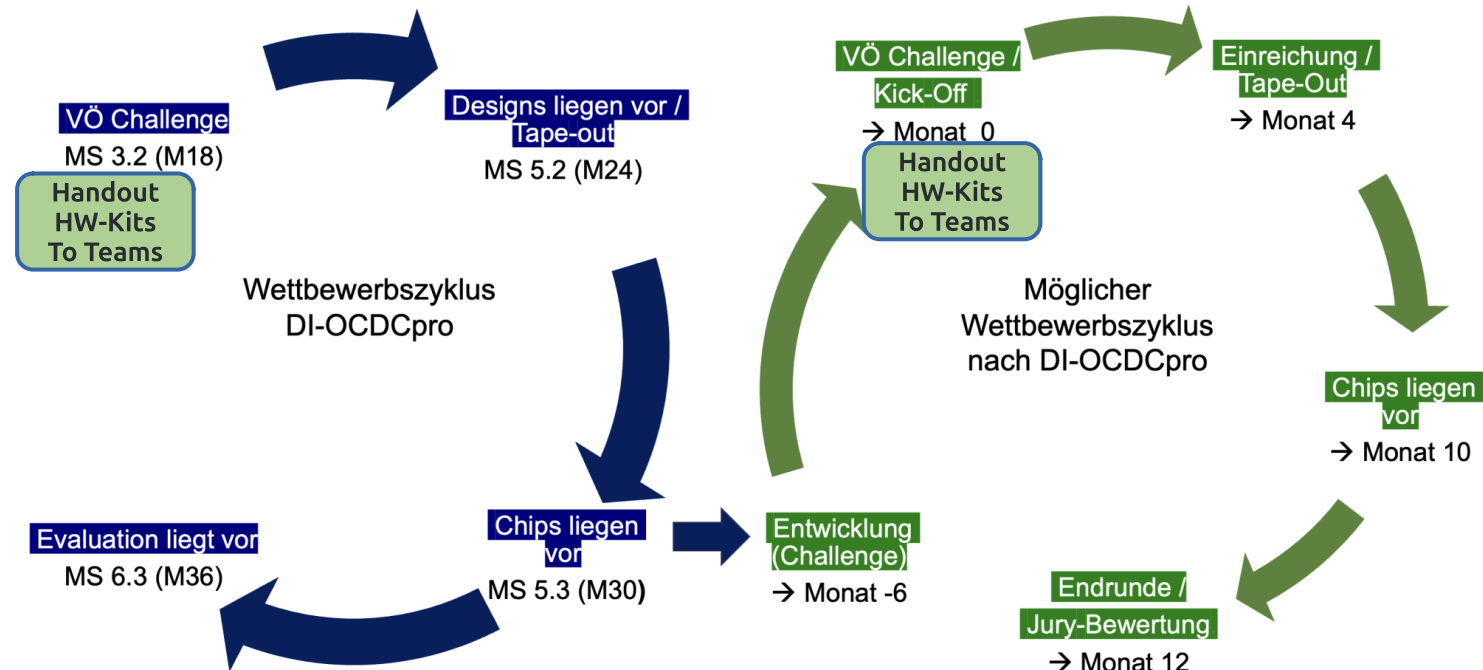 VÖ Challenge
MS 3.2 (M18)
Handout
HW-Kits
To Teams
Designs liegen vor /
Tape-out
MS 5.2 (M24)
Wettbewerbszyklus
DI-OCDCpro
Chips liegen
vor
MS 5.3 (M30)
Evaluation liegt vor
MS 6.3 (M36)
Entwicklung
(Challenge)
→ Monat -6
VÖ Challenge /
Kick-Off
→ Monat 0
Handout
HW-Kits
To Teams
Einreichung /
Tape-Out
→ Monat 4
Möglicher
Wettbewerbszyklus
nach DI-OCDCpro
Chips liegen
vor
→ Monat 10
Endrunde /
Jury-Bewertung
→ Monat 12